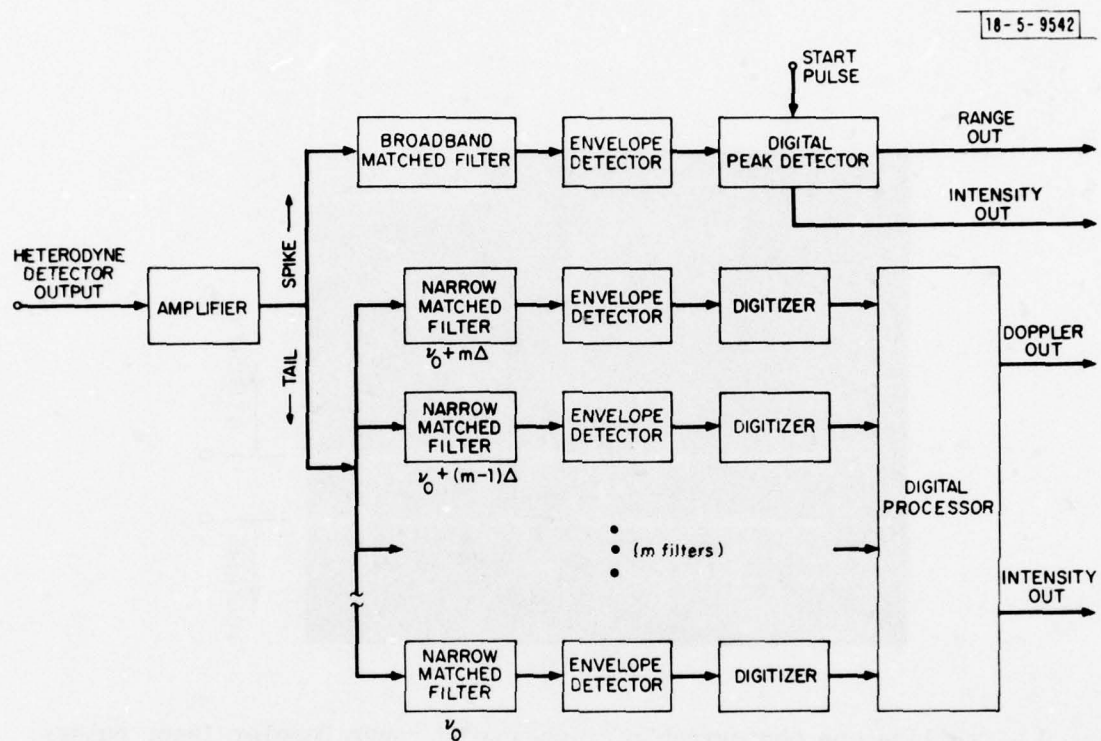 18-5-9542
START
PULSE
BROADBAND
MATCHED FILTER
ENVELOPE
DETECTOR
DIGITAL
PEAK DETECTOR
RANGE
OUT
INTENSITY
OUT
HETERODYNE
DETECTOR
OUTPUT
AMPLIFIER
SPIKE
TAIL
NARROW
MATCHED
FILTER
ν0 + mΔ
ENVELOPE
DETECTOR
DIGITIZER
DOPPLER
OUT
NARROW
MATCHED
FILTER
ν0 + (m-1)Δ
ENVELOPE
DETECTOR
DIGITIZER
DIGITAL
PROCESSOR
(m filters)
INTENSITY
OUT
NARROW
MATCHED
FILTER
ν0
ENVELOPE
DETECTOR
DIGITIZER